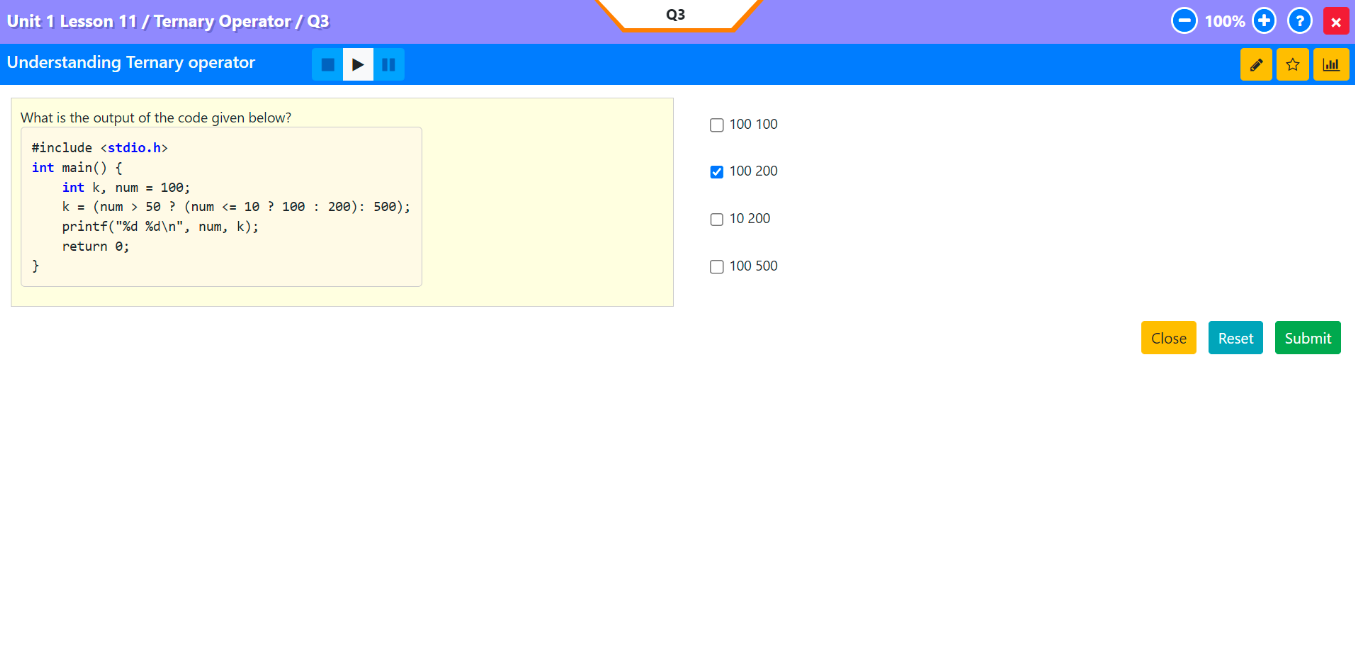 Unit 1 Lesson 11 / Ternary Operator / Q3
Q3
100%
?
Understanding Ternary operator
What is the output of the code given below?
#include <stdio.h>
int main() {
    int k, num = 100;
    k = (num > 50 ? (num <= 10 ? 100 : 200): 500);
    printf("%d %d\n", num, k);
    return 0;
}
100 100
100 200
10 200
100 500
Close
Reset
Submit